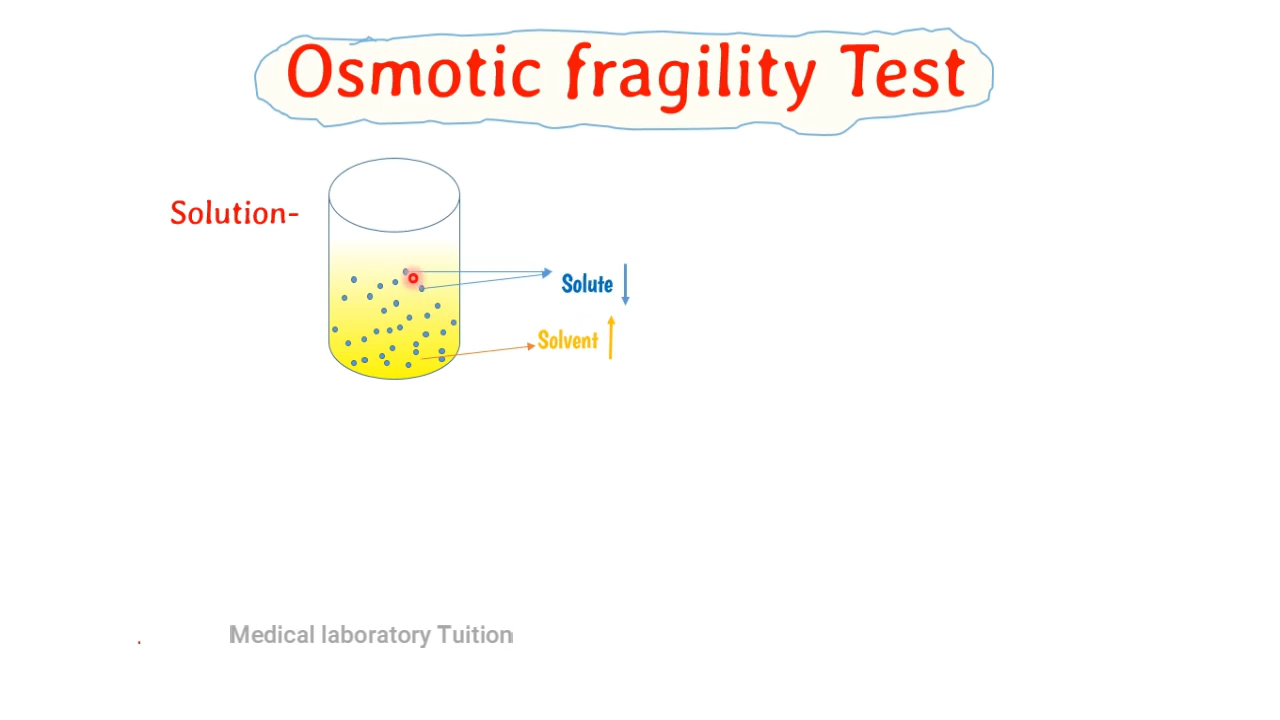 Osmotic fragility Test
Solution-
Solute
Solvent
Medical laboratory Tuition